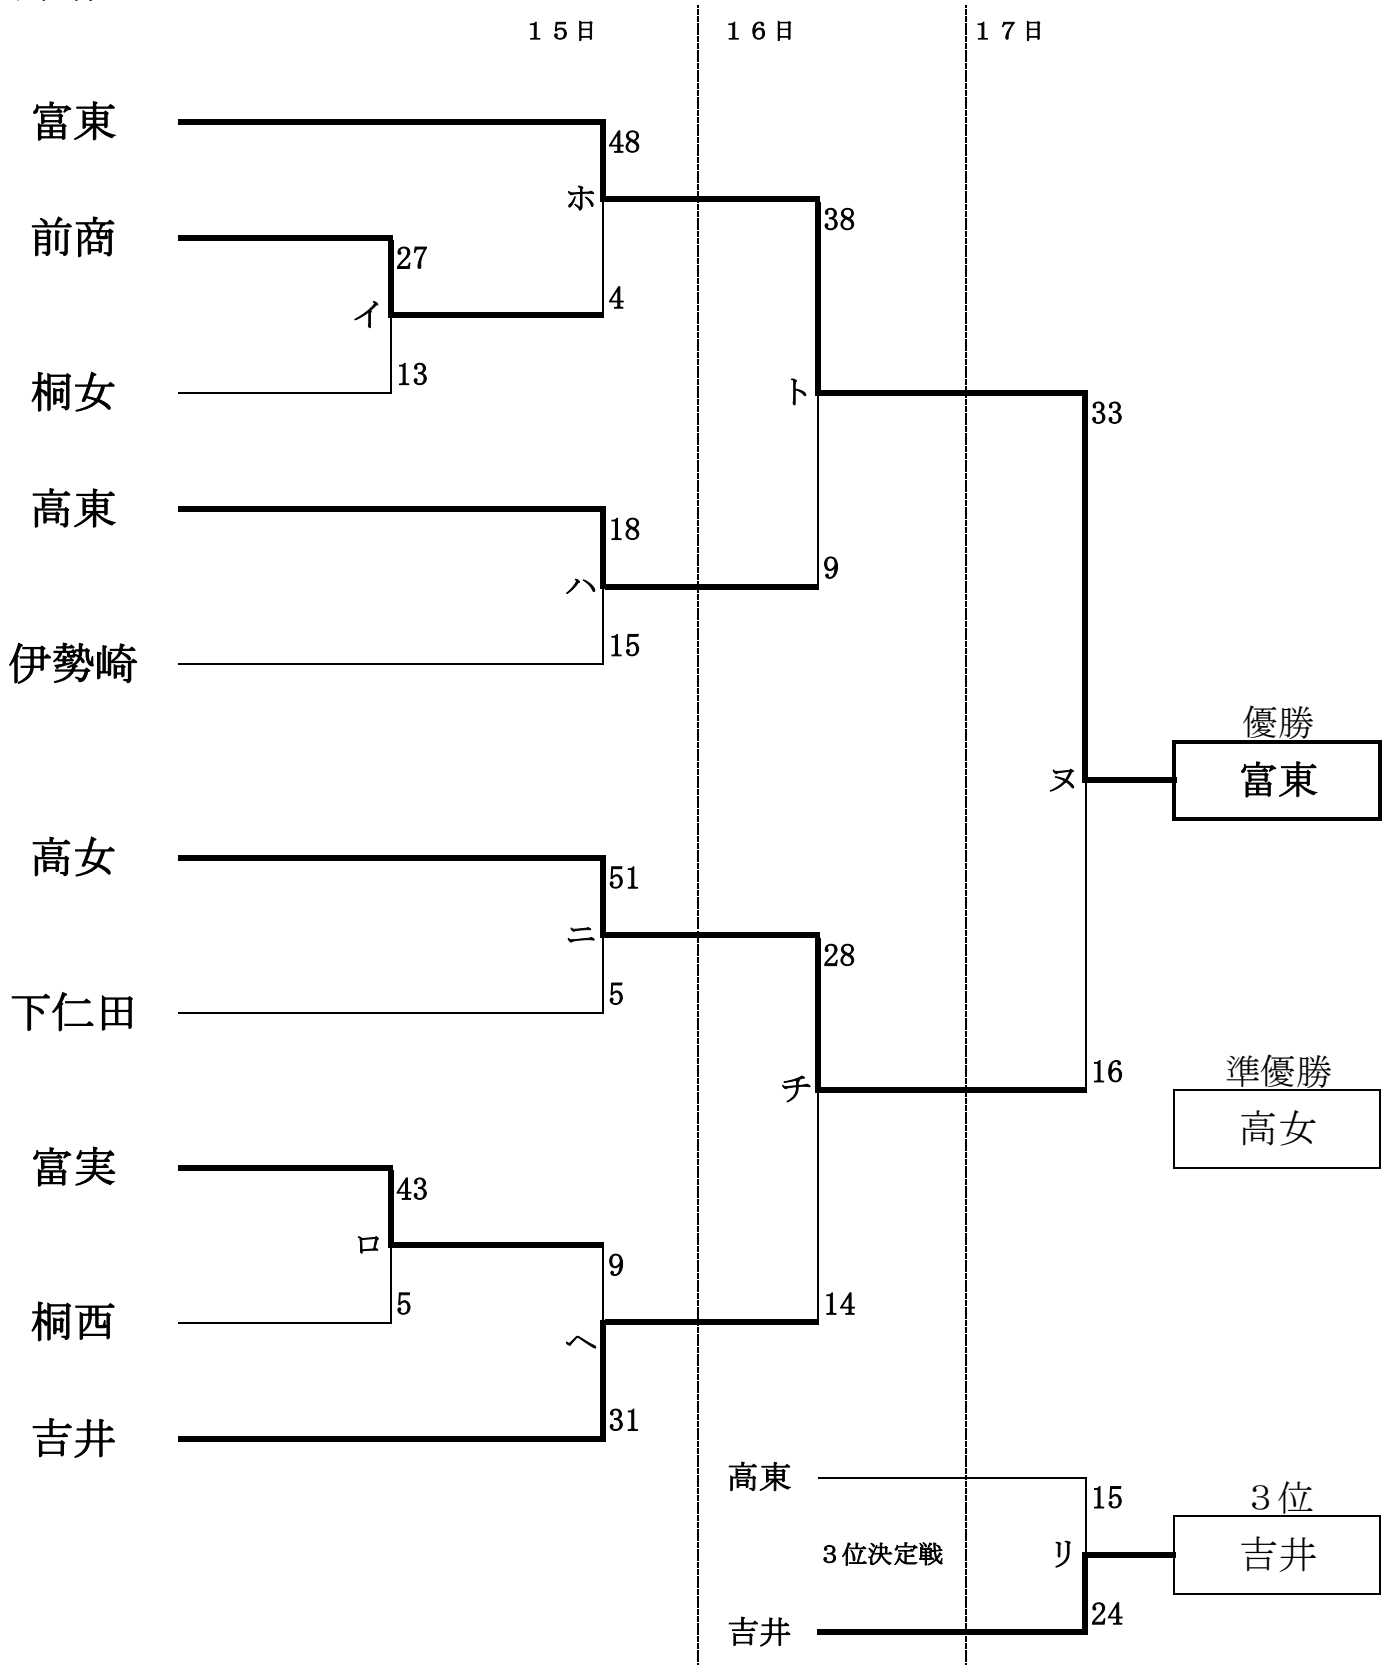 １５日 １６日 １７日
富東
48
ホ
38
前商
27
4
イ
13
桐女
ト
33
高東
18
9
ハ
15
伊勢崎
優勝
富東
ヌ
高女
51
ニ
28
5
下仁田
16
準優勝
チ
高女
富実
43
ロ
9
5
14
桐西
ヘ
31
吉井
高東
15
３位
３位決定戦
リ
吉井
24
吉井